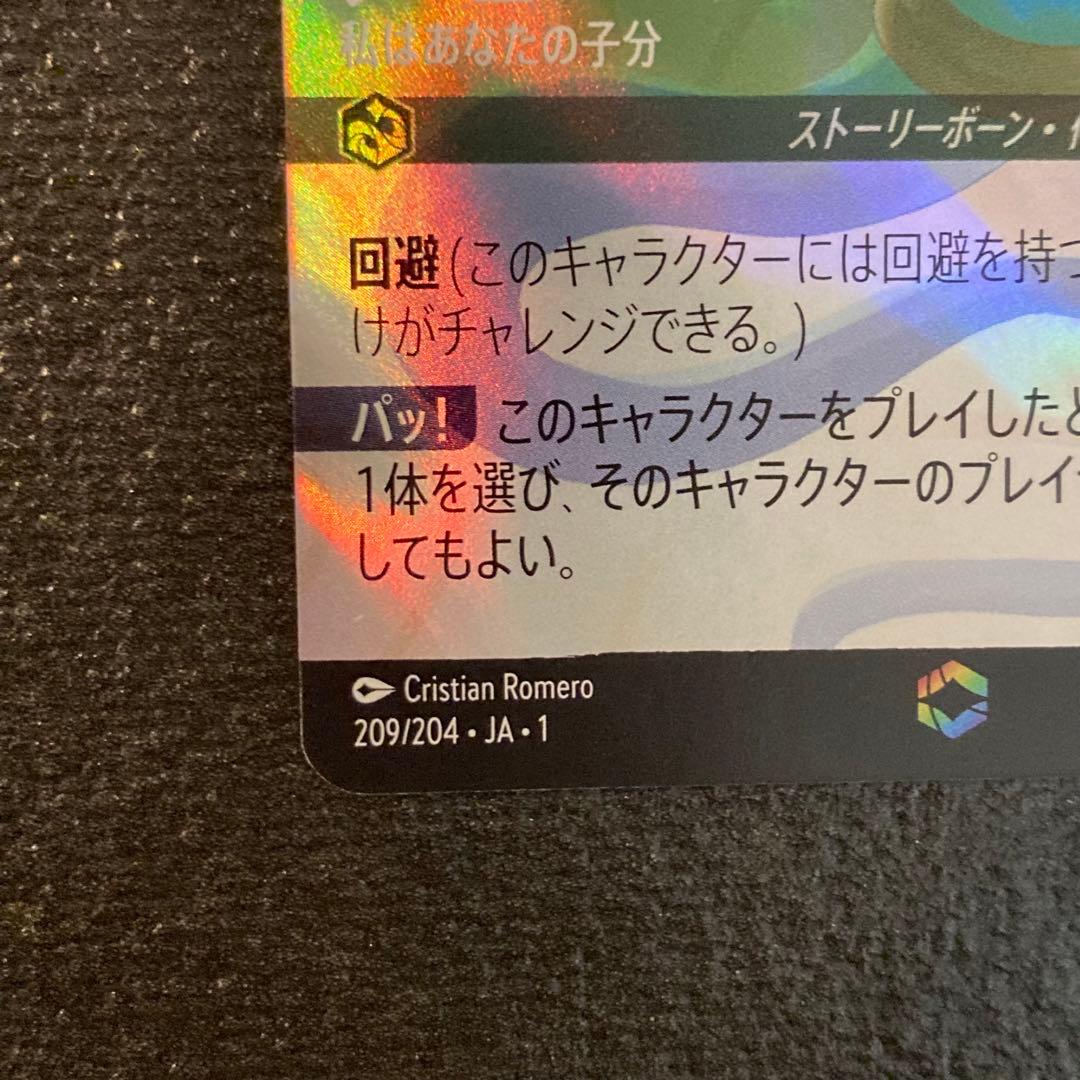 私はあなたの子分
ストーリーボーン・
回避(このキャラクターには回避を持つ
けがチャレンジできる。)
パッ! このキャラクターをプレイしたと
1体を選び、そのキャラクターのプレイ
してもよい。
Cristian Romero
209/204・JA・1